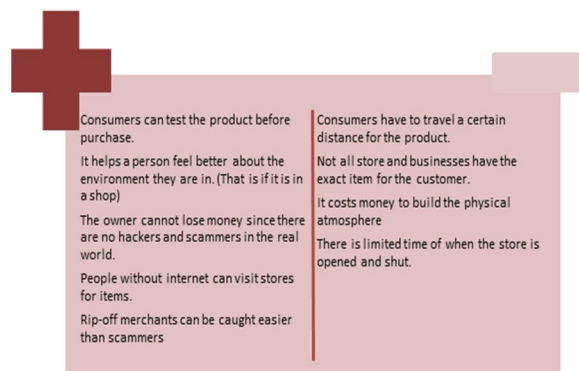 Consumers can test the product before
purchase.
It helps a person feel better about the
environment they are in. (That is if it is in
a shop)
The owner cannot lose money since there
are no hackers and scammers in the real
world.
People without internet can visit stores
for items.
Rip-off merchants can be caught easier
than scammers
Consumers have to travel a certain
distance for the product.
Not all store and businesses have the
exact item for the customer.
It costs money to build the physical
atmosphere
There is limited time of when the store is
opened and shut.